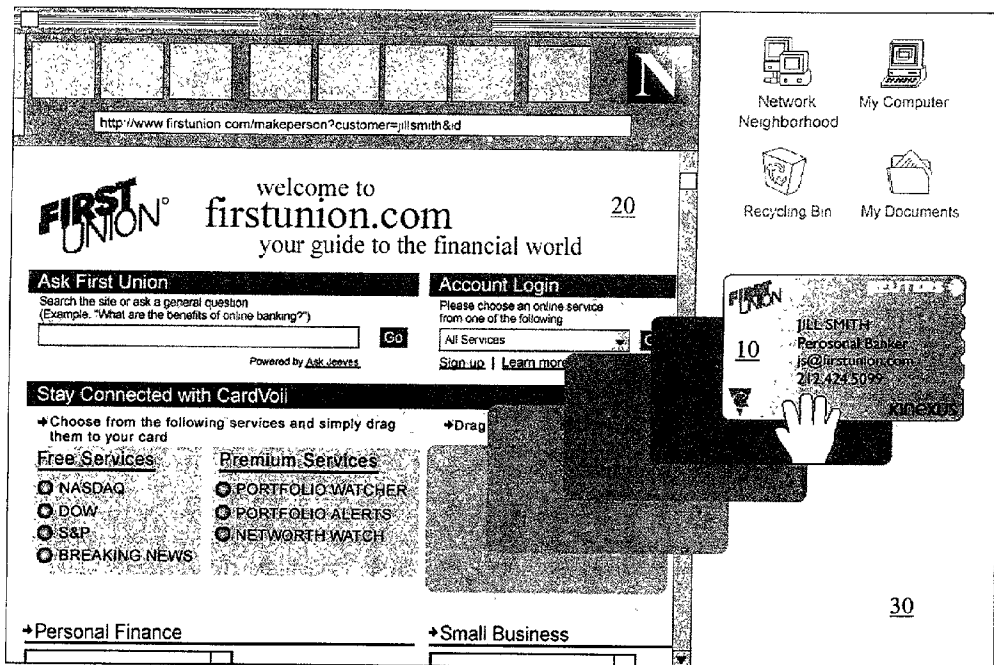 N
http://www.firstunion.com/makeperson?customer=jillsmith&id
Network
Neighborhood
My Computer
Recycling Bin
My Documents
FIRST
UNION
welcome to
firstunion.com
your guide to the financial world
20
Ask First Union
Search the site or ask a general question
(Example. "What are the benefits of online banking?")
Go
Powered by Ask Jeeves
Account Login
Please choose an online service
from one of the following
All Services
G
Sign up | Learn more
Stay Connected with CardVoii
Choose from the following services and simply drag
them to your card
Drag
Free Services
NASDAQ
DOW
S&P
BREAKING NEWS
Premium Services
PORTFOLIO WATCHER
PORTFOLIO ALERTS
NETWORTH WATCH
FIRST
UNION
10
JILL SMITH
Perosonal Banker
js@firstunion.com
212.424.5099
KINEXUS
30
Personal Finance
Small Business